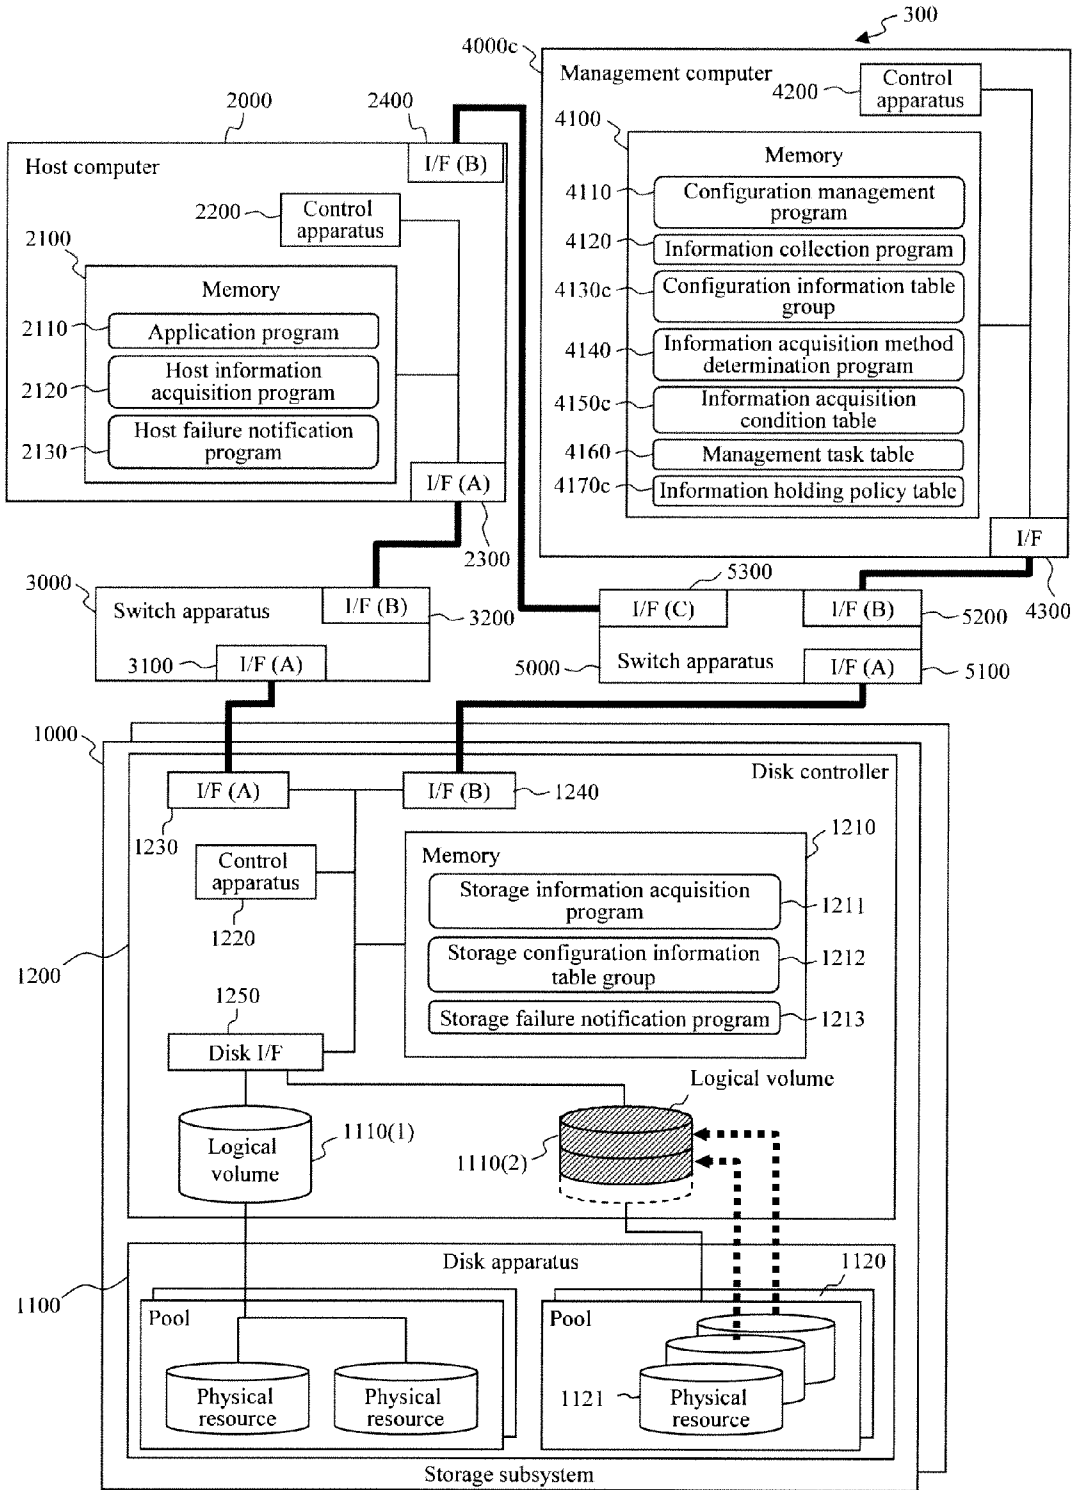 300
4000c
Management computer
4200
Control
apparatus
4100
Memory
4110
Configuration management
program
4120
Information collection program
4130c
Configuration information table
group
4140
Information acquisition method
determination program
4150c
Information acquisition
condition table
4160
Management task table
4170c
Information holding policy table
I/F
4300
2000
2400
Host computer
I/F (B)
2200
Control
apparatus
2100
Memory
2110
Application program
2120
Host information
acquisition program
2130
Host failure notification
program
I/F (A)
2300
3000
Switch apparatus
I/F (B)
3200
3100
I/F (A)
5300
I/F (C)
I/F (B)
5200
5000
Switch apparatus
I/F (A)
5100
1000
Disk controller
I/F (A)
1230
I/F (B)
1240
1210
Control
apparatus
1220
Memory
Storage information acquisition
program
1211
Storage configuration information
table group
1212
Storage failure notification program
1213
1200
1250
Disk I/F
Logical volume
Logical
volume
1110(1)
1110(2)
1100
Disk apparatus
1120
Pool
Physical
resource
Physical
resource
Pool
1121
Physical
resource
Storage subsystem